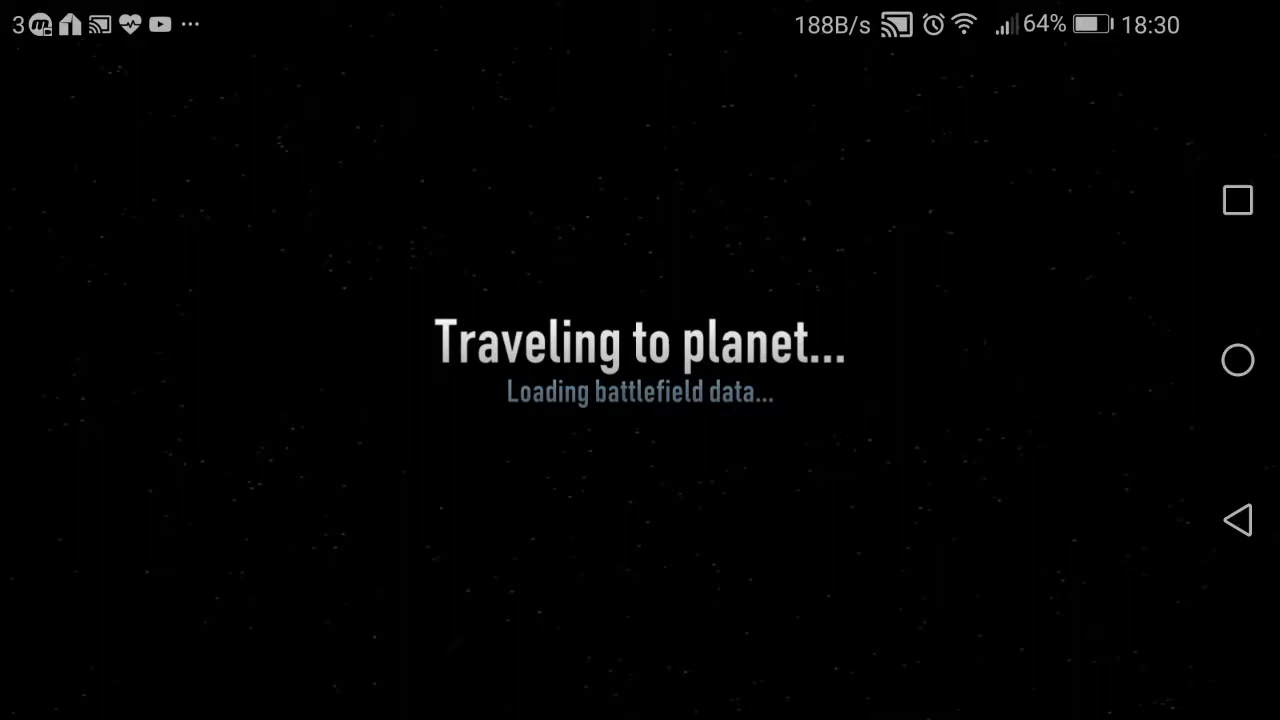 3 188B/s 64% 18:30
Traveling to planet...
Loading battlefield data...